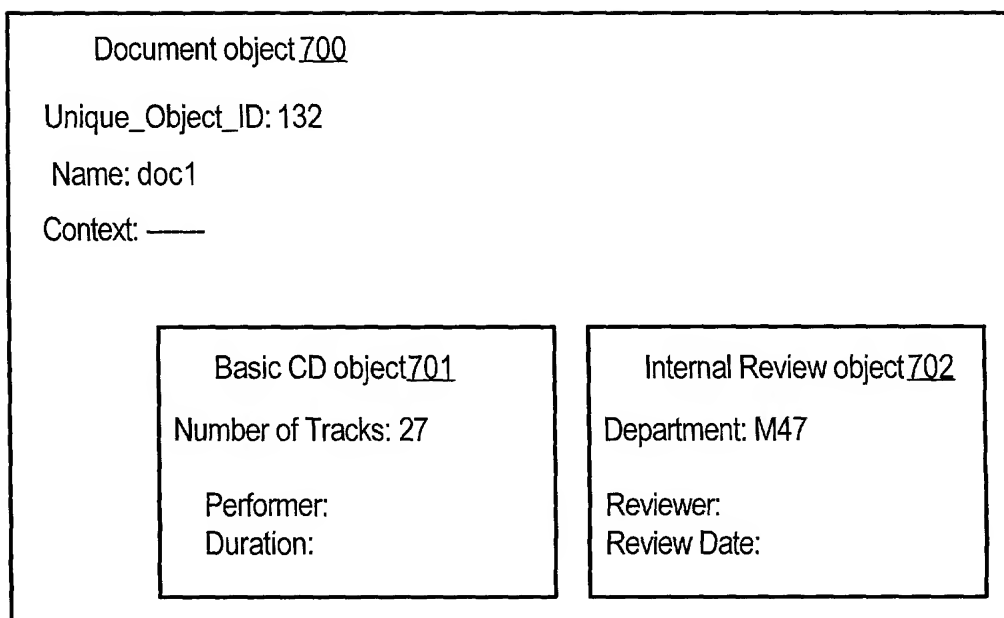 Document object 700
Unique_Object_ID: 132
Name: doc1
Context: ——
Basic CD object 701
Number of Tracks: 27
Performer:
Duration:
Internal Review object 702
Department: M47
Reviewer:
Review Date: